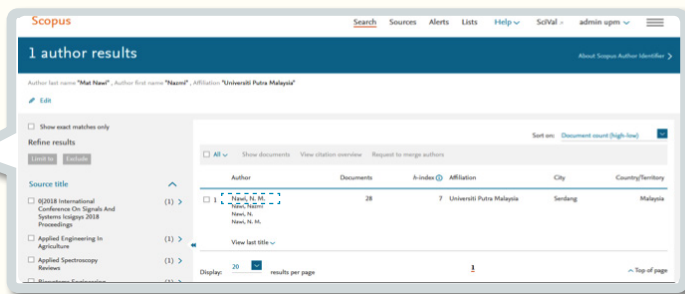 Scopus
Search Sources Alerts Lists Help SciVal admin upm
1 author results
About Scopus Author Identifier
Author last name "Mat Nawi" , Author first name "Nazmi" , Affiliation "Universiti Putra Malaysia"
Edit
Show exact matches only
Refine results
Limit to Exclude
Sort on: Document count (high-low)
All Show documents View citation overview Request to merge authors
Author Documents h-index Affiliation City Country/Territory
Source title
1 Nawi, N. M. 28 7 Universiti Putra Malaysia Serdang Malaysia
Nawi, Nazmi
Nawi, N.
Nawi, N. M.
View last title
0|2018 International (1)
Conference On Signals And
Systems Icsigsys 2018
Proceedings
Applied Engineering In (1)
Agriculture
Applied Spectroscopy (1)
Reviews
Biosystems Engineering (1)
Display: 20 results per page
1
Top of page